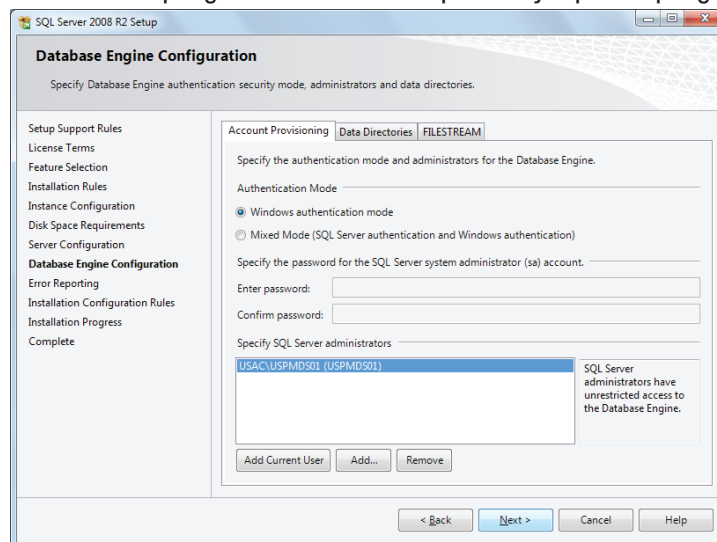 SQL Server 2008 R2 Setup
Database Engine Configuration
Specify Database Engine authentication security mode, administrators and data directories.
Setup Support Rules
License Terms
Feature Selection
Installation Rules
Instance Configuration
Disk Space Requirements
Server Configuration
Database Engine Configuration
Error Reporting
Installation Configuration Rules
Installation Progress
Complete
Account Provisioning Data Directories FILESTREAM
Specify the authentication mode and administrators for the Database Engine.
Authentication Mode
Windows authentication mode
Mixed Mode (SQL Server authentication and Windows authentication)
Specify the password for the SQL Server system administrator (sa) account.
Enter password:
Confirm password:
Specify SQL Server administrators
USAC\USPMDS01 (USPMDS01)
SQL Server
administrators have
unrestricted access to
the Database Engine.
Add Current User Add... Remove
< Back Next > Cancel Help